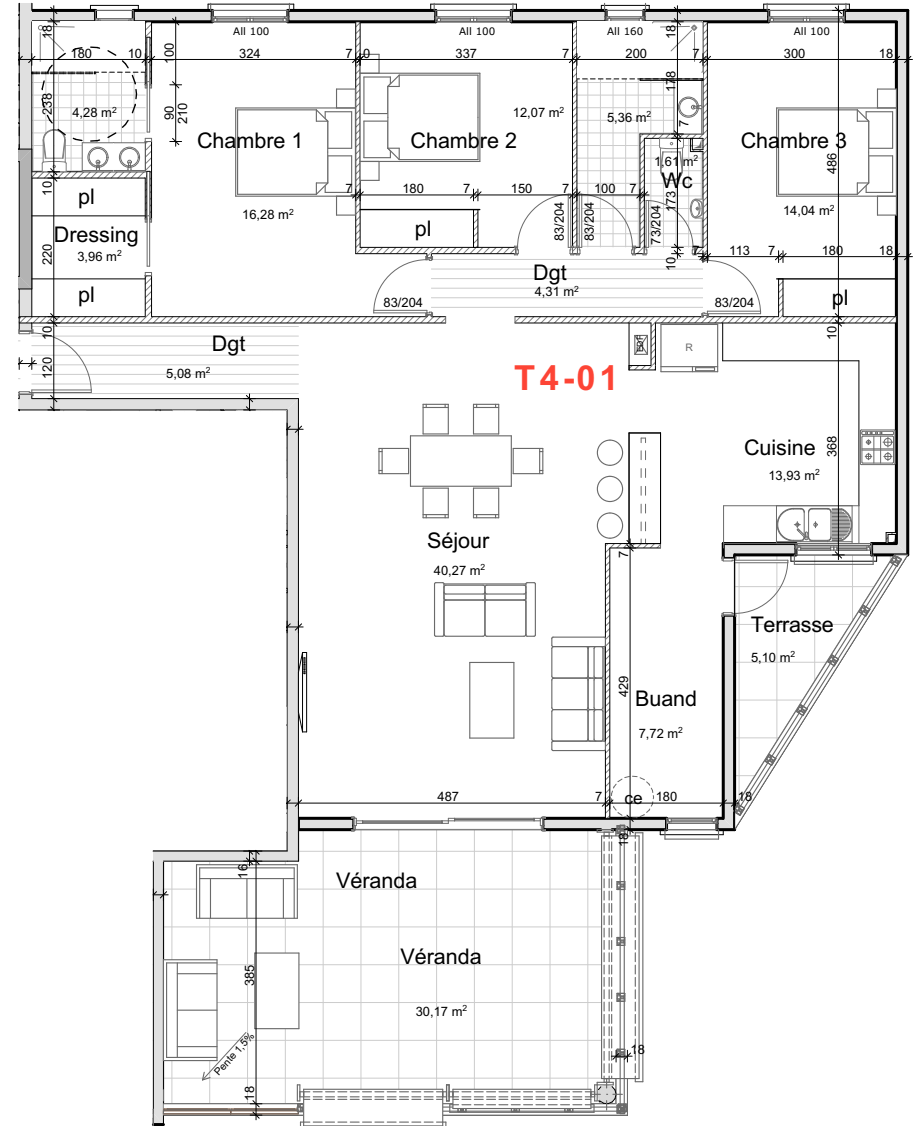 All 100
All 100
All 160
All 100
18
180
10
324
7
0
337
7
18
200
7
300
18
100
178
238
4,28 m²
90
210
12,07 m²
5,36 m²
7
Chambre 1
Chambre 2
Chambre 3
486
1,61 m²
Wc
10
pl
7
180
7
150
7
100
7
173
16,28 m²
14,04 m²
pl
83/204
83/204
73/204
Dressing
3,96 m²
220
7
113
7
180
18
10
Dgt
4,31 m²
pl
83/204
83/204
pl
10
10
Dgt
5,08 m²
120
R
T4-01
Cuisine
13,93 m²
368
Séjour
40,27 m²
7
Terrasse
5,10 m²
429
Buand
7,72 m²
487
7
ce
180
18
18
16
Véranda
Véranda
385
30,17 m²
Pente 1,5%
18
18